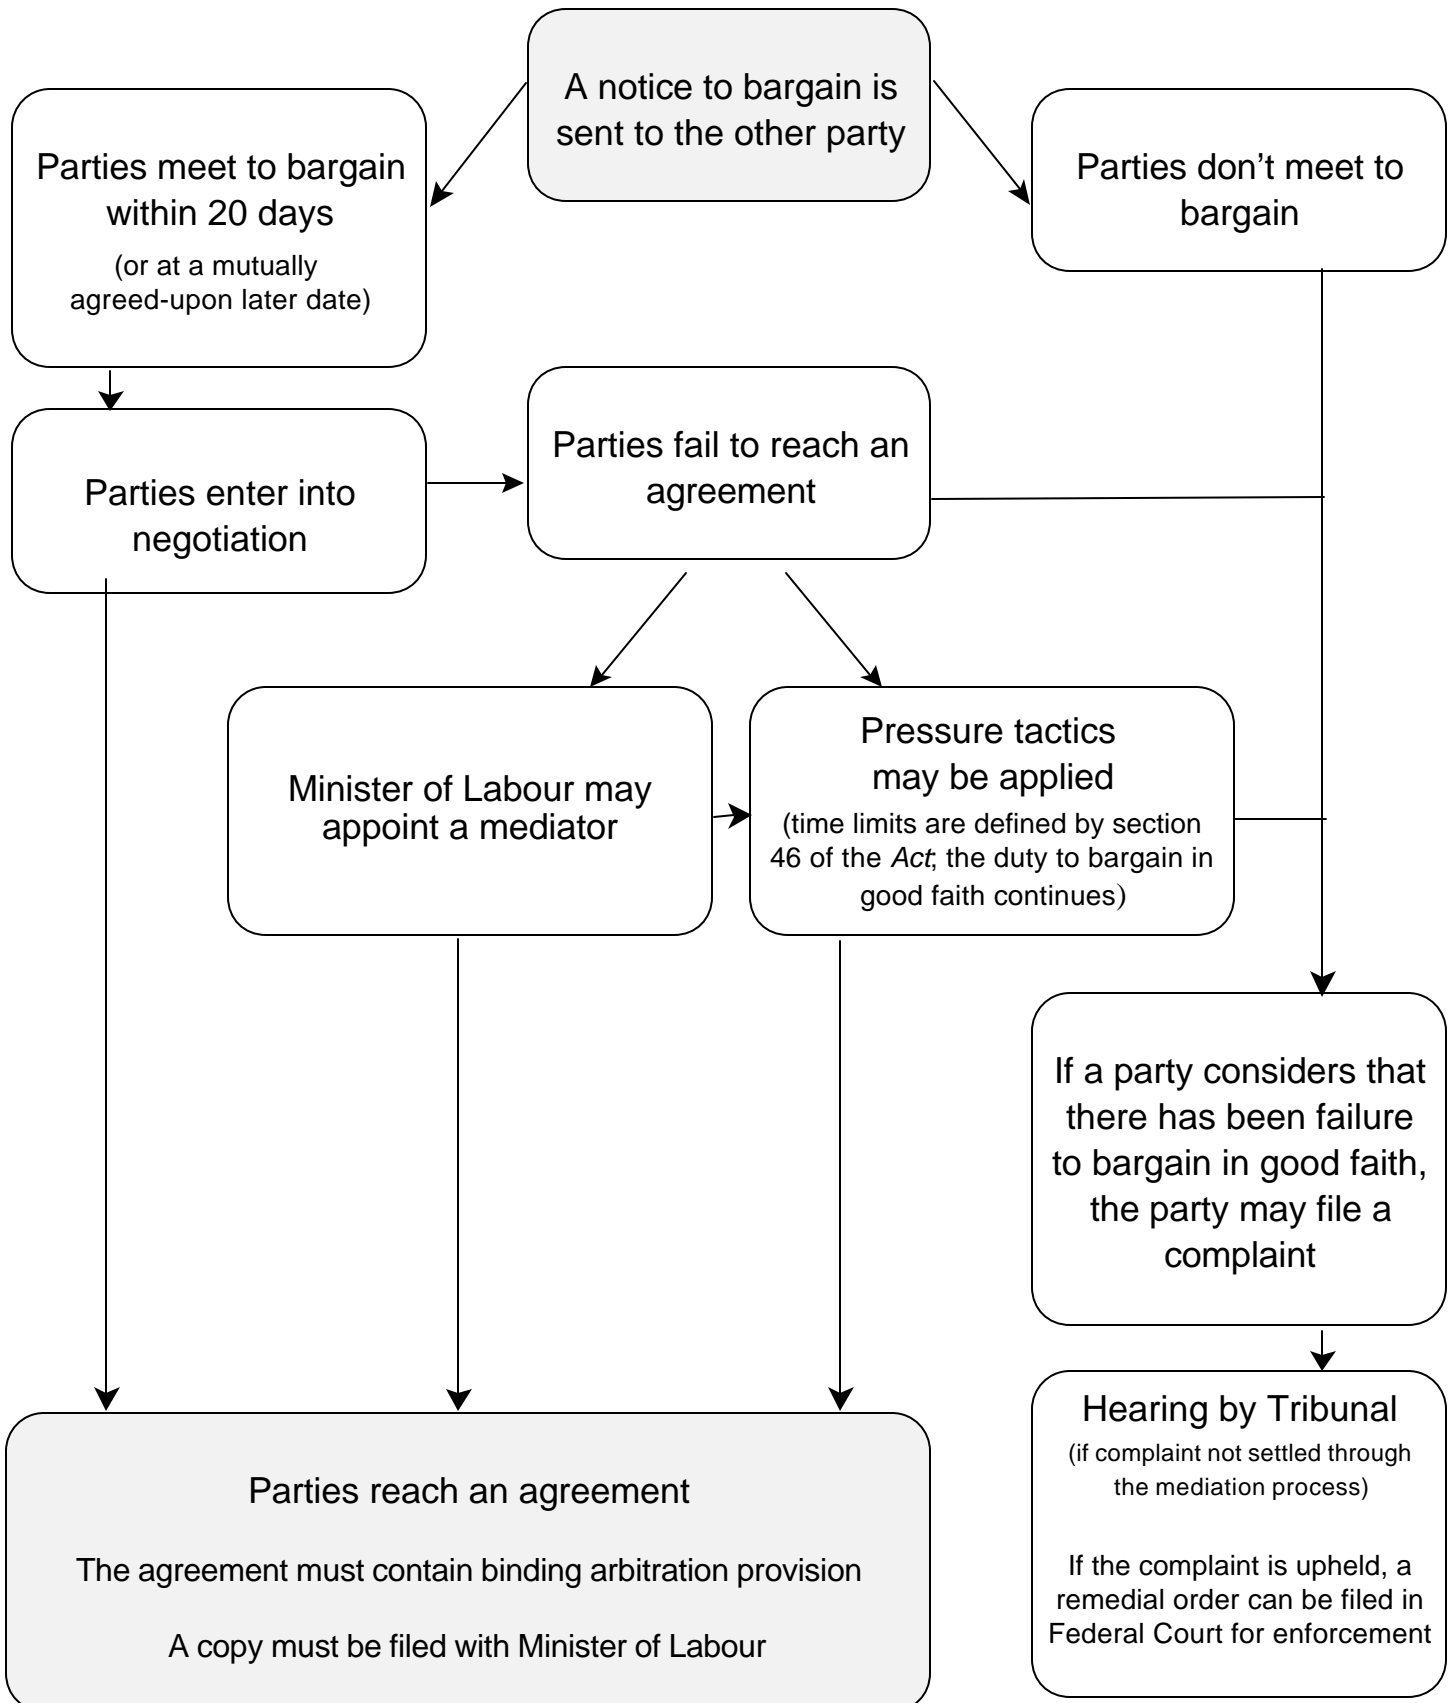 A notice to bargain is
sent to the other party
Parties meet to bargain
within 20 days
(or at a mutually
agreed-upon later date)
Parties don’t meet to
bargain
Parties enter into
negotiation
Parties fail to reach an
agreement
Minister of Labour may
appoint a mediator
Pressure tactics
may be applied
(time limits are defined by section
46 of the Act; the duty to bargain in
good faith continues)
If a party considers that
there has been failure
to bargain in good faith,
the party may file a
complaint
Parties reach an agreement
The agreement must contain binding arbitration provision
A copy must be filed with Minister of Labour
Hearing by Tribunal
(if complaint not settled through
the mediation process)
If the complaint is upheld, a
remedial order can be filed in
Federal Court for enforcement